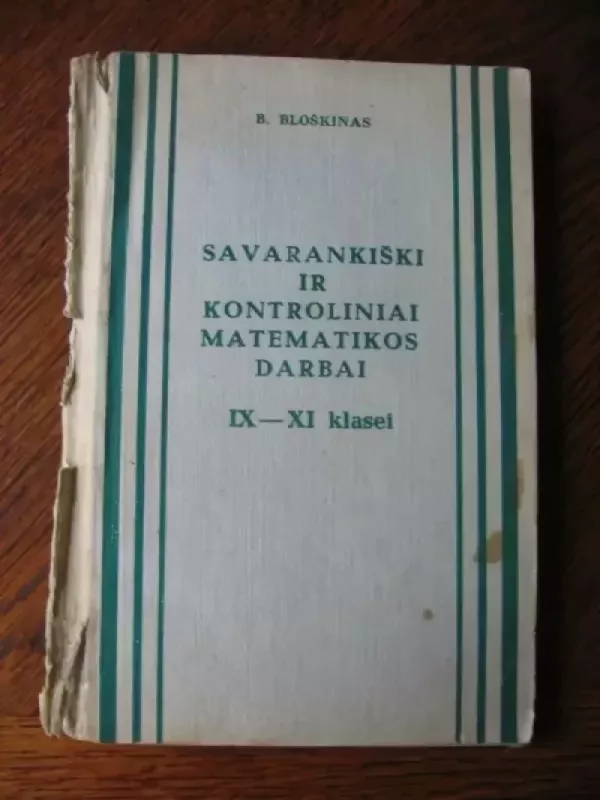 B. BLOŠKINAS
SAVARANKIŠKI
IR
KONTROLINIAI
MATEMATIKOS
DARBAI
IX—XI klasei